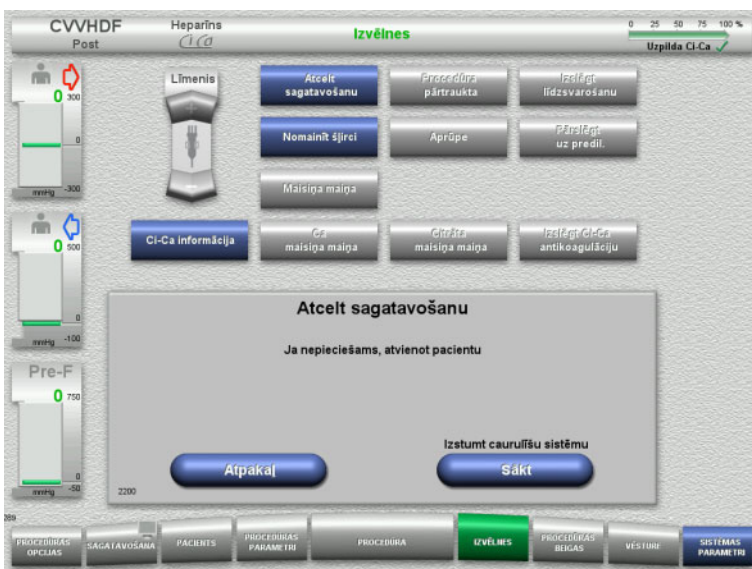 CVVHDF
Post
Heparīns
Ci Ca
Izvēlnes
0 25 50 75 100 %
Uzpilda Ci-Ca
0
300
0
mmHg -300
0
500
0
mmHg -100
Pre-F
0
750
0
mmHg -50
Līmenis
Atcelt
sagatavošanu
Procedūra
pārtraukta
Izslēgt
līdzsvarošanu
Nomainīt šļirci
Aprūpe
Pārslēgt
uz predil.
Maisiņa maiņa
Ci-Ca informācija
Ca
maisiņa maiņa
Citrāta
maisiņa maiņa
Izslēgt Ci-Ca
antikoagulāciju
Atcelt sagatavošanu
Ja nepieciešams, atvienot pacientu
Izstumt caurulīšu sistēmu
Atpakaļ
Sākt
2200
269
PROCEDŪRAS
OPCIJAS
SAGATAVOŠANA
PACIENTS
PROCEDŪRAS
PARAMETRI
PROCEDŪRA
IZVĒLNES
PROCEDŪRAS
BEIGAS
VĒSTURE
SISTĒMAS
PARAMETRI